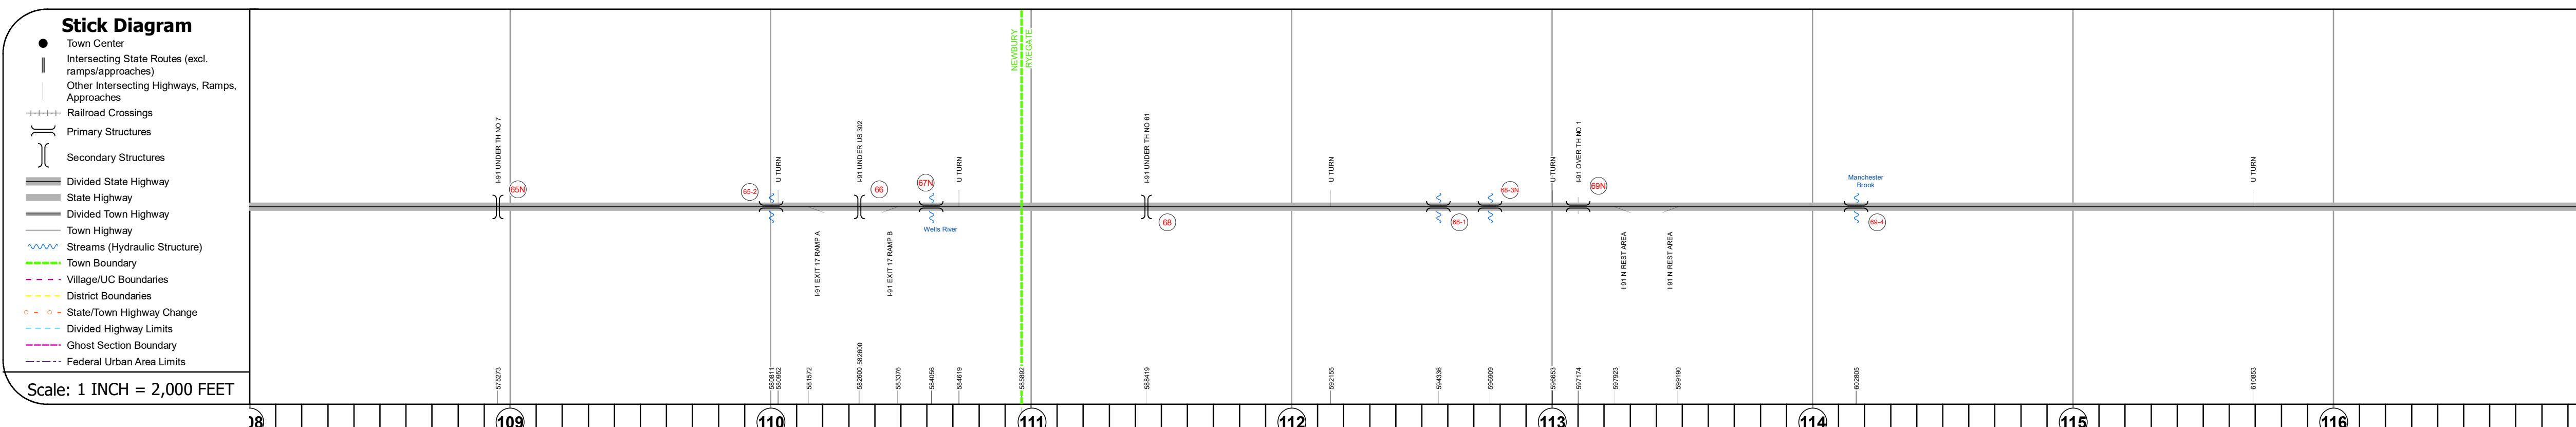 Stick Diagram
Town Center
Intersecting State Routes (excl.
ramps/approaches)
Other Intersecting Highways, Ramps,
Approaches
Railroad Crossings
Primary Structures
Secondary Structures
Divided State Highway
State Highway
Divided Town Highway
Town Highway
Streams (Hydraulic Structure)
Town Boundary
Village/UC Boundaries
District Boundaries
State/Town Highway Change
Divided Highway Limits
Ghost Section Boundary
Federal Urban Area Limits
Scale: 1 INCH = 2,000 FEET
NEWBURY
RYEGATE
I-91 UNDER TH NO 7
U TURN
I-91 UNDER US 302
U TURN
I-91 UNDER TH NO 61
U TURN
U TURN
I-91 OVER TH NO 1
U TURN
65N
65-2
66
67N
68
68-1
68-3N
69N
69-4
Wells River
Manchester
Brook
I-91 EXIT 17 RAMP A
I-91 EXIT 17 RAMP B
I 91 N REST AREA
I 91 N REST AREA
575273
580811
580952
581572
582600 582600
583376
584056
584619
585892
588419
592155
594336
596653
597174
597923
599190
602805
610853
109
110
111
112
113
114
115
116